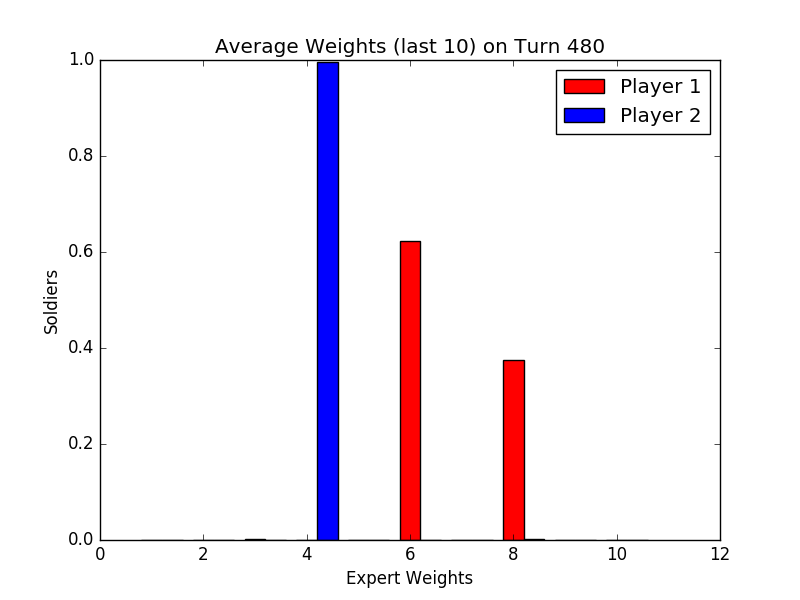 Average Weights (last 10) on Turn 480
Player 1
Player 2
1.0
0.8
0.6
0.4
0.2
0.0
Soldiers
0 2 4 6 8 10 12
Expert Weights